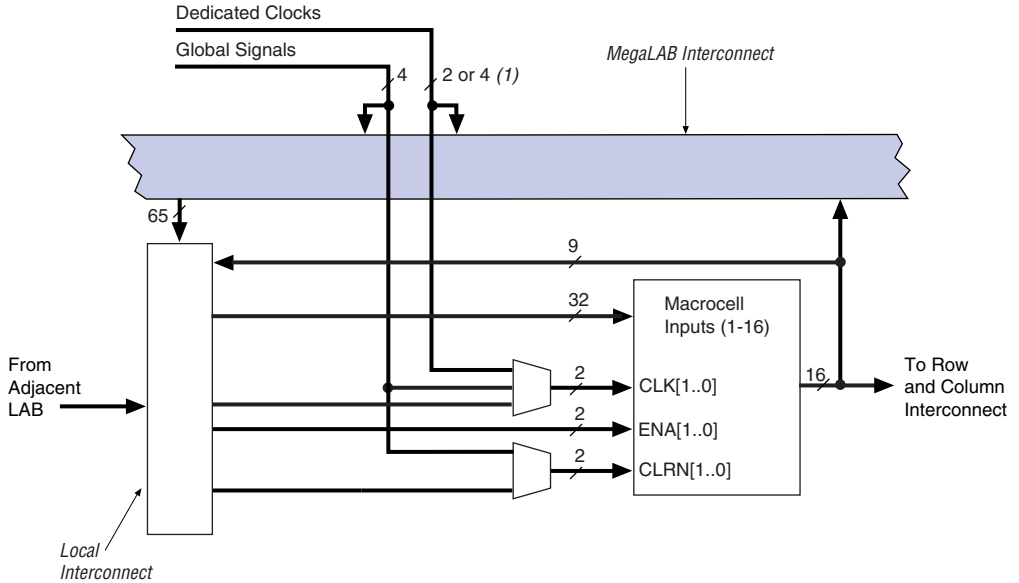 Dedicated Clocks
Global Signals
4
2 or 4 (1)
MegaLAB Interconnect
65
9
32
Macrocell
Inputs (1-16)
From
Adjacent
LAB
2
CLK[1..0]
16
To Row
and Column
Interconnect
2
ENA[1..0]
2
CLRN[1..0]
Local
Interconnect